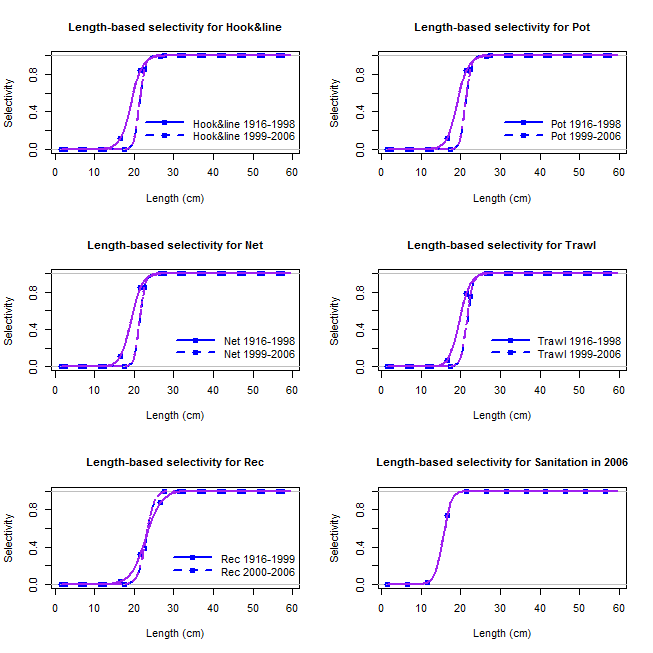 Length-based selectivity for Hook&line
Selectivity
0.0 0.4 0.8
Hook&line 1916-1998
Hook&line 1999-2006
0 10 20 30 40 50 60
Length (cm)
Length-based selectivity for Pot
Selectivity
0.0 0.4 0.8
Pot 1916-1998
Pot 1999-2006
0 10 20 30 40 50 60
Length (cm)
Length-based selectivity for Net
Selectivity
0.0 0.4 0.8
Net 1916-1998
Net 1999-2006
0 10 20 30 40 50 60
Length (cm)
Length-based selectivity for Trawl
Selectivity
0.0 0.4 0.8
Trawl 1916-1998
Trawl 1999-2006
0 10 20 30 40 50 60
Length (cm)
Length-based selectivity for Rec
Selectivity
0.0 0.4 0.8
Rec 1916-1999
Rec 2000-2006
0 10 20 30 40 50 60
Length (cm)
Length-based selectivity for Sanitation in 2006
Selectivity
0.0 0.4 0.8
0 10 20 30 40 50 60
Length (cm)